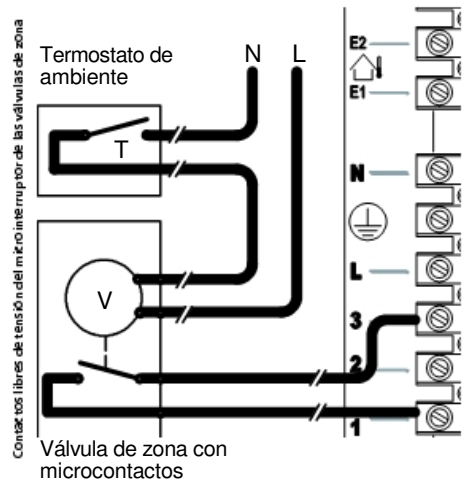 Contactos libres de tensión del microinterruptor de las válvulas de zona
Termostato de
ambiente
N L
T
V
Válvula de zona con
microcontactos
E2
E1
N
L
3
2
1